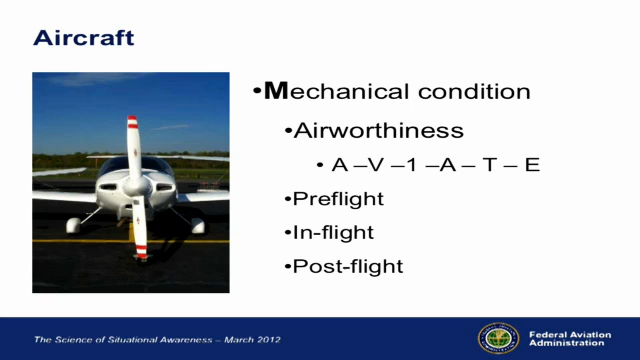 Aircraft
•Mechanical condition
•Airworthiness
• A –V –1 –A – T – E
•Preflight
•In-flight
•Post-flight
The Science of Situational Awareness – March 2012
Federal Aviation
Administration